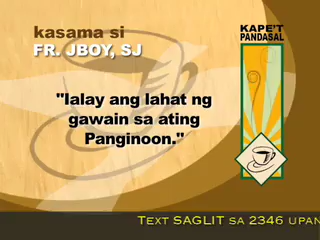 kasama si
FR. JBOY, SJ
KAPE'T
PANDASAL
"Ialay ang lahat ng
gawain sa ating
Panginoon."
TEXT SAGLIT SA 2346 UPAN